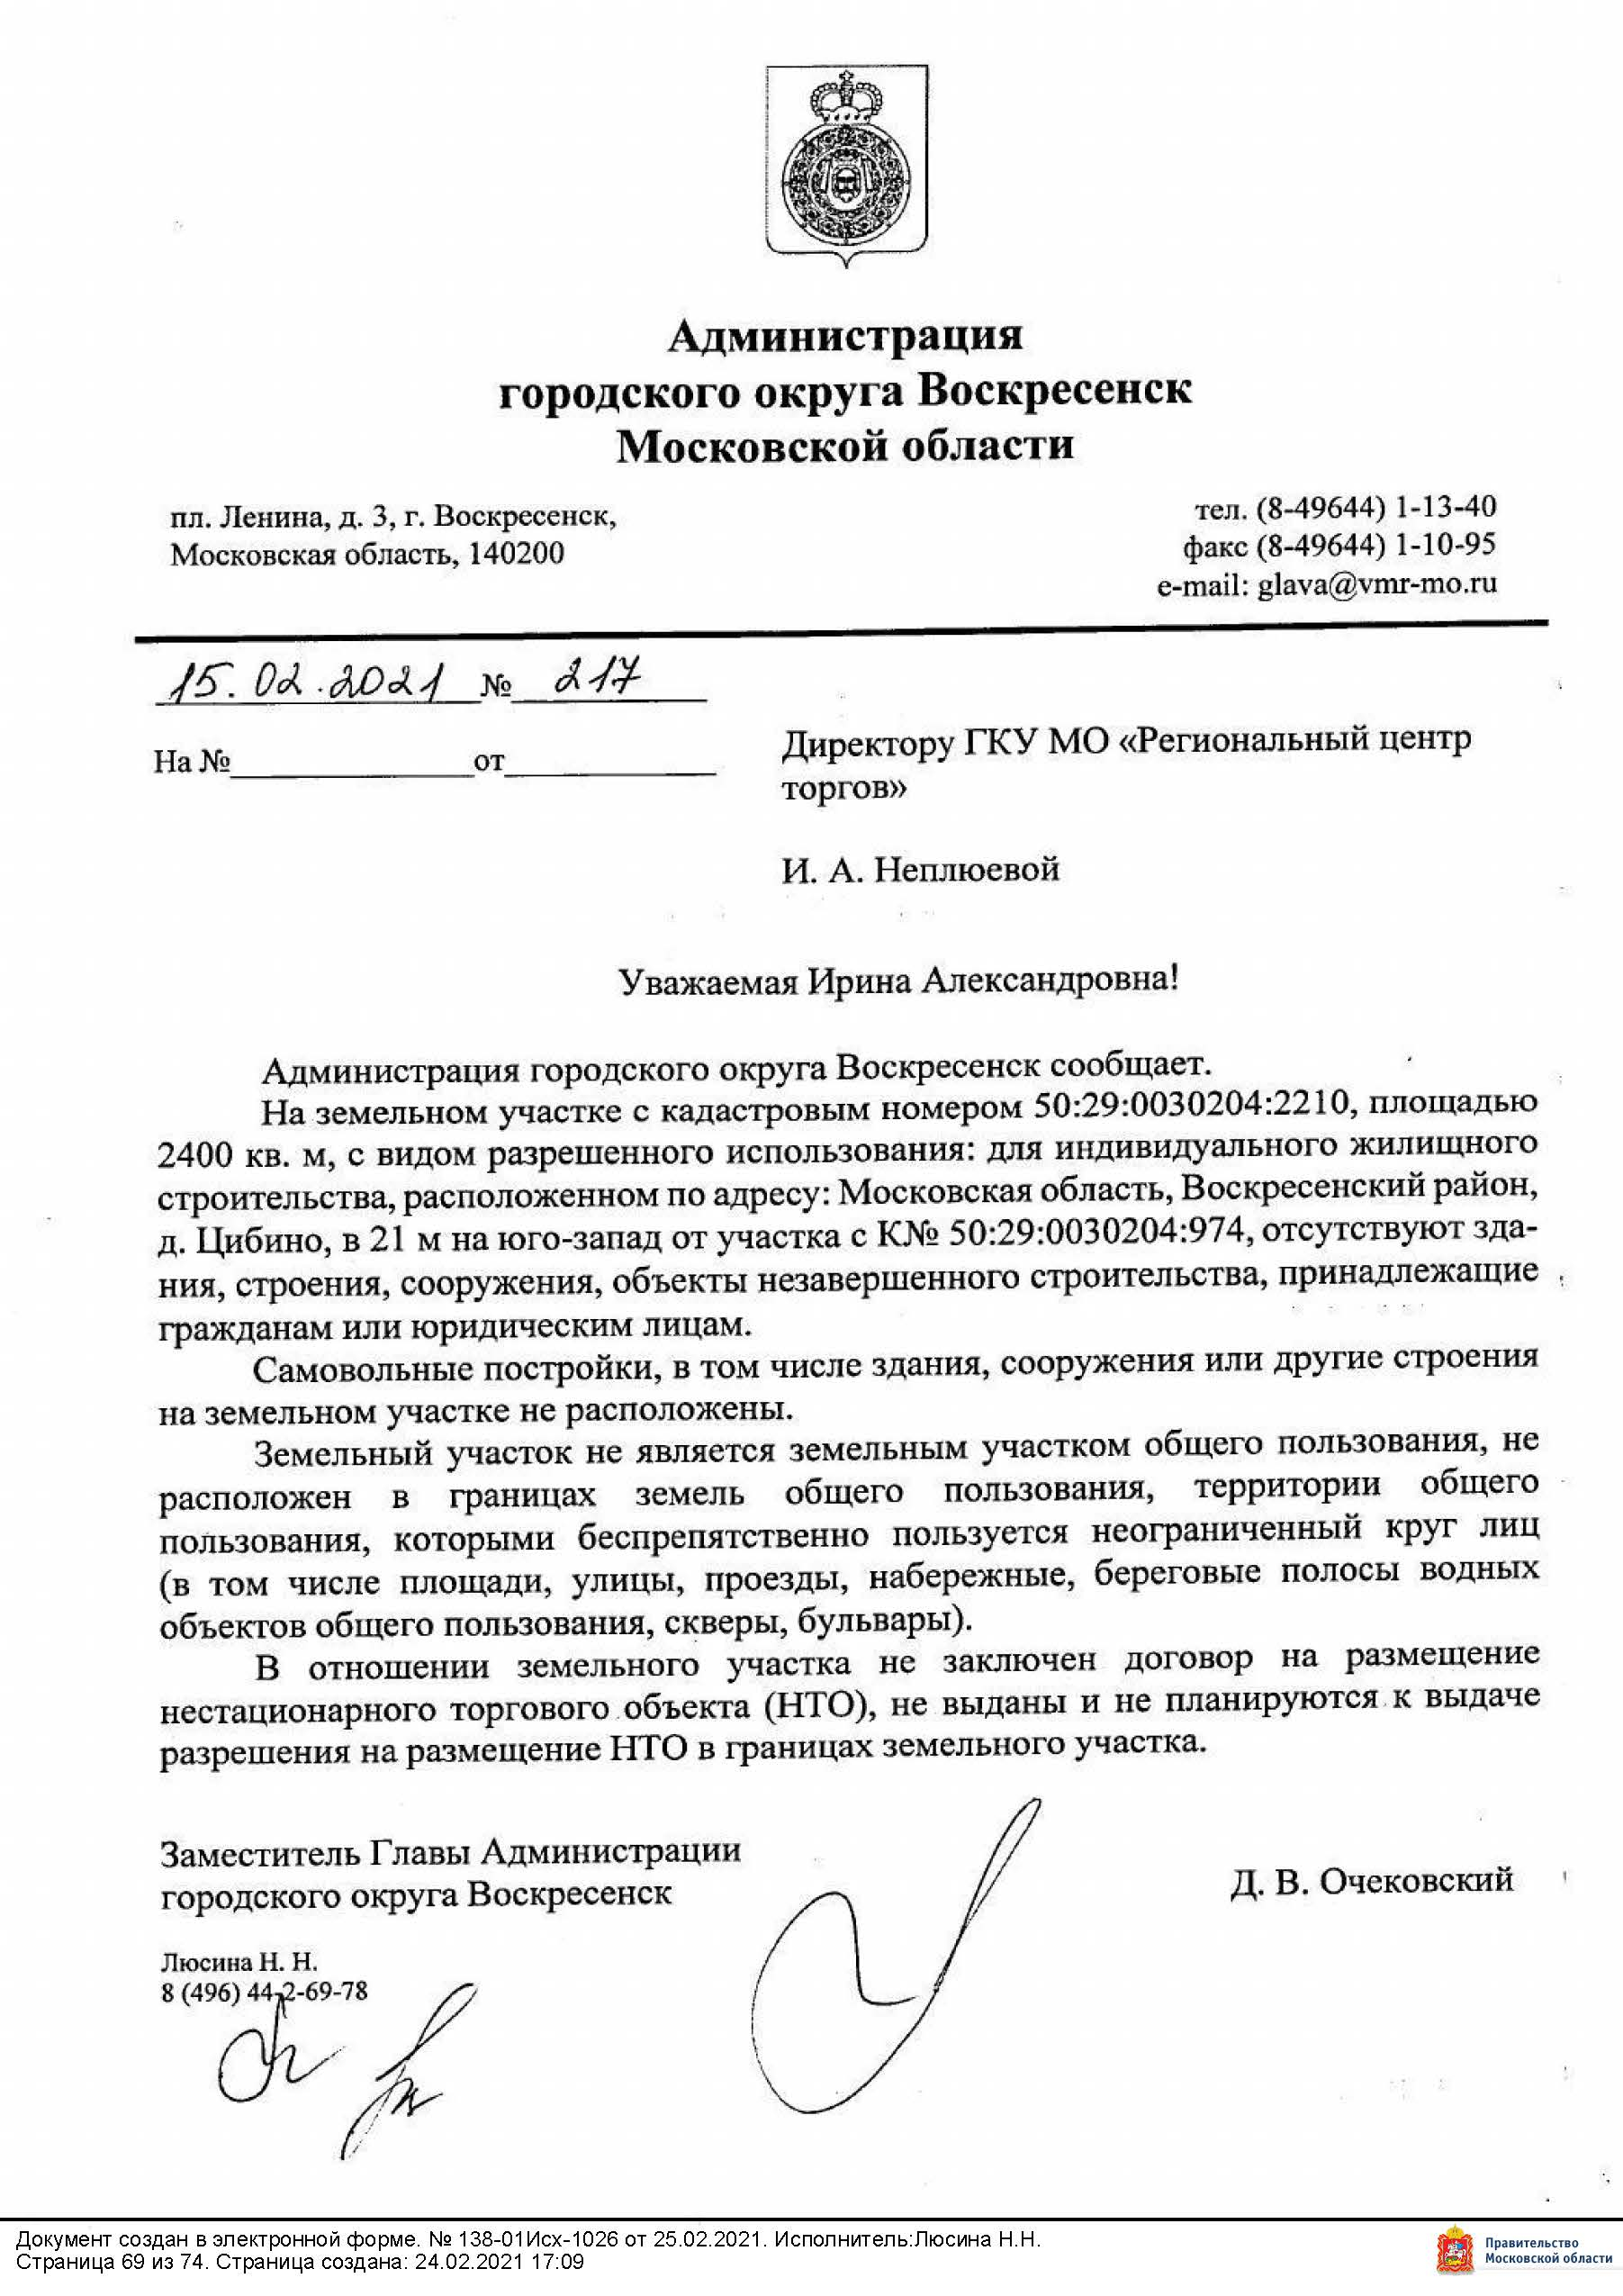 Администрация
городского округа Воскресенск
Московской области
пл. Ленина, д. 3, г. Воскресенск,
Московская область, 140200
тел. (8-49644) 1-13-40
факс (8-49644) 1-10-95
e-mail: glava@vmr-mo.ru
15.02.2021 № 217
На №____________от____________
Директору ГКУ МО «Региональный центр
торгов»
И. А. Неплюевой
Уважаемая Ирина Александровна!
Администрация городского округа Воскресенск сообщает.
На земельном участке с кадастровым номером 50:29:0030204:2210, площадью
2400 кв. м, с видом разрешенного использования: для индивидуального жилищного
строительства, расположенном по адресу: Московская область, Воскресенский район,
д. Цибино, в 21 м на юго-запад от участка с К№ 50:29:0030204:974, отсутствуют зда-
ния, строения, сооружения, объекты незавершенного строительства, принадлежащие
гражданам или юридическим лицам.
Самовольные постройки, в том числе здания, сооружения или другие строения
на земельном участке не расположены.
Земельный участок не является земельным участком общего пользования, не
расположен в границах земель общего пользования, территории общего
пользования, которыми беспрепятственно пользуется неограниченный круг лиц
(в том числе площади, улицы, проезды, набережные, береговые полосы водных
объектов общего пользования, скверы, бульвары).
В отношении земельного участка не заключен договор на размещение
нестационарного торгового объекта (НТО), не выданы и не планируются к выдаче
разрешения на размещение НТО в границах земельного участка.
Заместитель Главы Администрации
городского округа Воскресенск
Д. В. Очековский
Люсина Н. Н.
8 (496) 44-2-69-78
Документ создан в электронной форме. № 138-01Исх-1026 от 25.02.2021. Исполнитель:Люсина Н.Н.
Страница 69 из 74. Страница создана: 24.02.2021 17:09
Правительство
Московской области